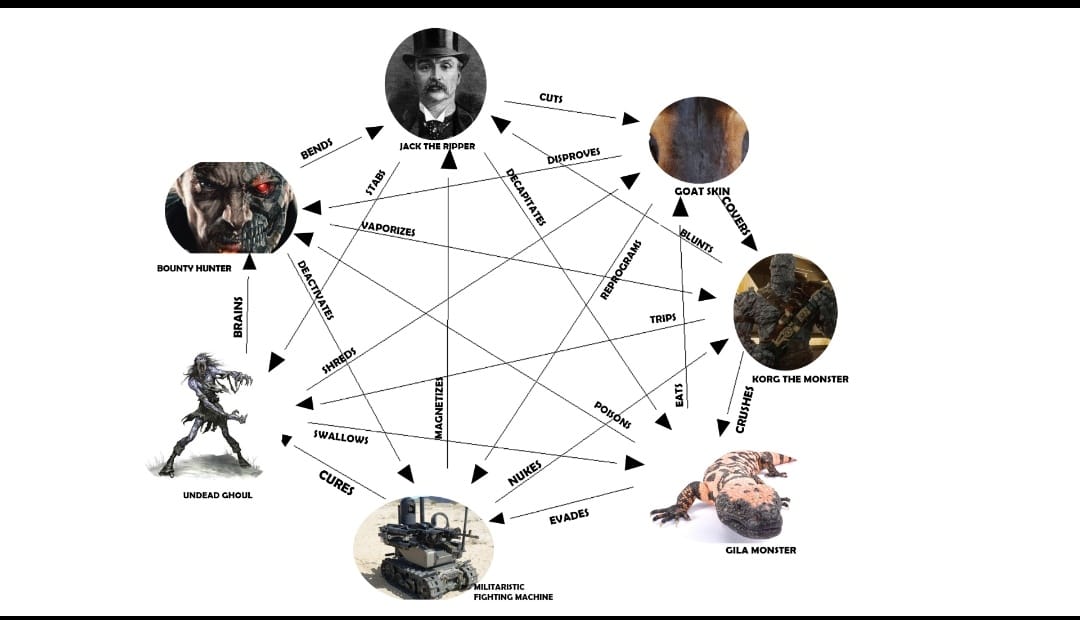 JACK THE RIPPER
CUTS
BENDS
DISPROVES
STABS
DECAPITATES
GOAT SKIN
COVERS
VAPORIZES
BLUNTS
REPROGRAMS
BOUNTY HUNTER
DEACTIVATES
BRAINS
TRIPS
SHREDS
MAGNETIZES
KORG THE MONSTER
EATS
CRUSHES
POISONS
SWALLOWS
NUKES
CURES
UNDEAD GHOUL
EVADES
GILA MONSTER
MILITARISTIC
FIGHTING MACHINE